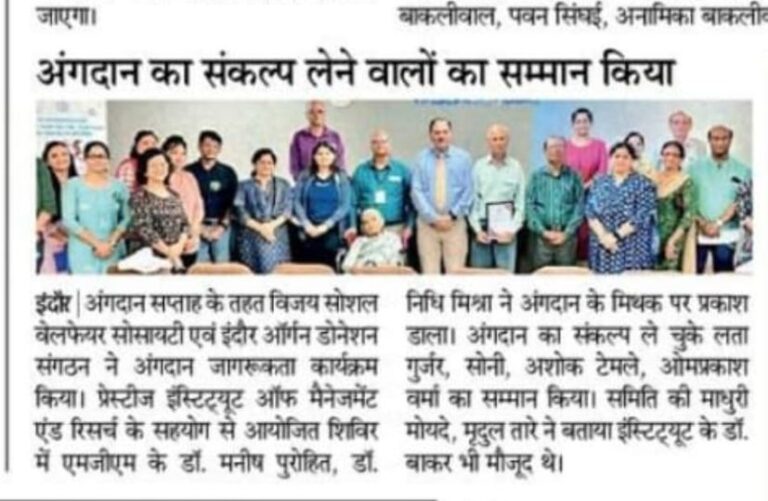 जाएगा।
बाकलीवाल, पवन सिंघई, अनामिका
अंगदान का संकल्प लेने वालों का सम्मान किया
इंदौर | अंगदान सप्ताह के तहत विजय सोशल
वेलफेयर सोसायटी एवं इंदौर ऑर्गन डोनेशन
संगठन ने अंगदान जागरूकता कार्यक्रम
किया। प्रेस्टीज इंस्टिट्यूट ऑफ मैनेजमेंट
एंड रिसर्च के सहयोग से आयोजित शिविर
में एमजीएम के डॉ. मनीष पुरोहित, डॉ.
निधि मिश्रा ने अंगदान के मिथक पर प्रकाश
डाला। अंगदान का संकल्प ले चुके लता
गुर्जर, सोनी, अशोक टेमले, ओमप्रकाश
वर्मा का सम्मान किया। समिति की माधुरी
मोयदे, मृदुल तारे ने बताया इंस्टिट्यूट के डॉ.
बाकर भी मौजूद थे।